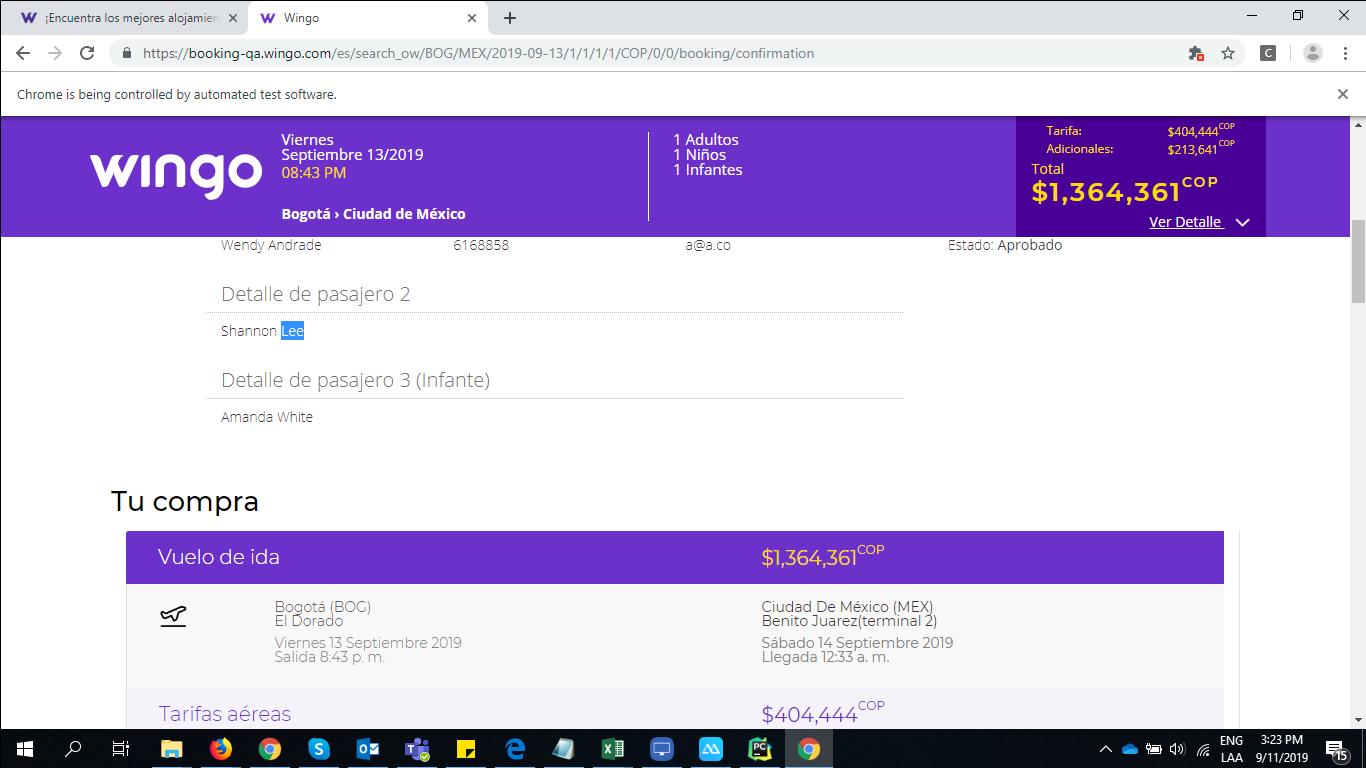 ¡Encuentra los mejores alojamien
Wingo
https://booking-qa.wingo.com/es/search_ow/BOG/MEX/2019-09-13/1/1/1/1/COP/0/0/booking/confirmation
C
Chrome is being controlled by automated test software.
wingo
Viernes
Septiembre 13/2019
08:43 PM
Bogotá › Ciudad de México
1 Adultos
1 Niños
1 Infantes
Tarifa: $404,444 COP
Adicionales: $213,641 COP
Total
$1,364,361 COP
Ver Detalle
Wendy Andrade 6168858 a@a.co Estado: Aprobado
Detalle de pasajero 2
Shannon Lee
Detalle de pasajero 3 (Infante)
Amanda White
Tu compra
Vuelo de ida $1,364,361 COP
Bogotá (BOG)
El Dorado
Viernes 13 Septiembre 2019
Salida 8:43 p. m.
Ciudad De México (MEX)
Benito Juarez(terminal 2)
Sábado 14 Septiembre 2019
Llegada 12:33 a. m.
Tarifas aéreas $404,444 COP
ENG
LAA
3:23 PM
9/11/2019
15